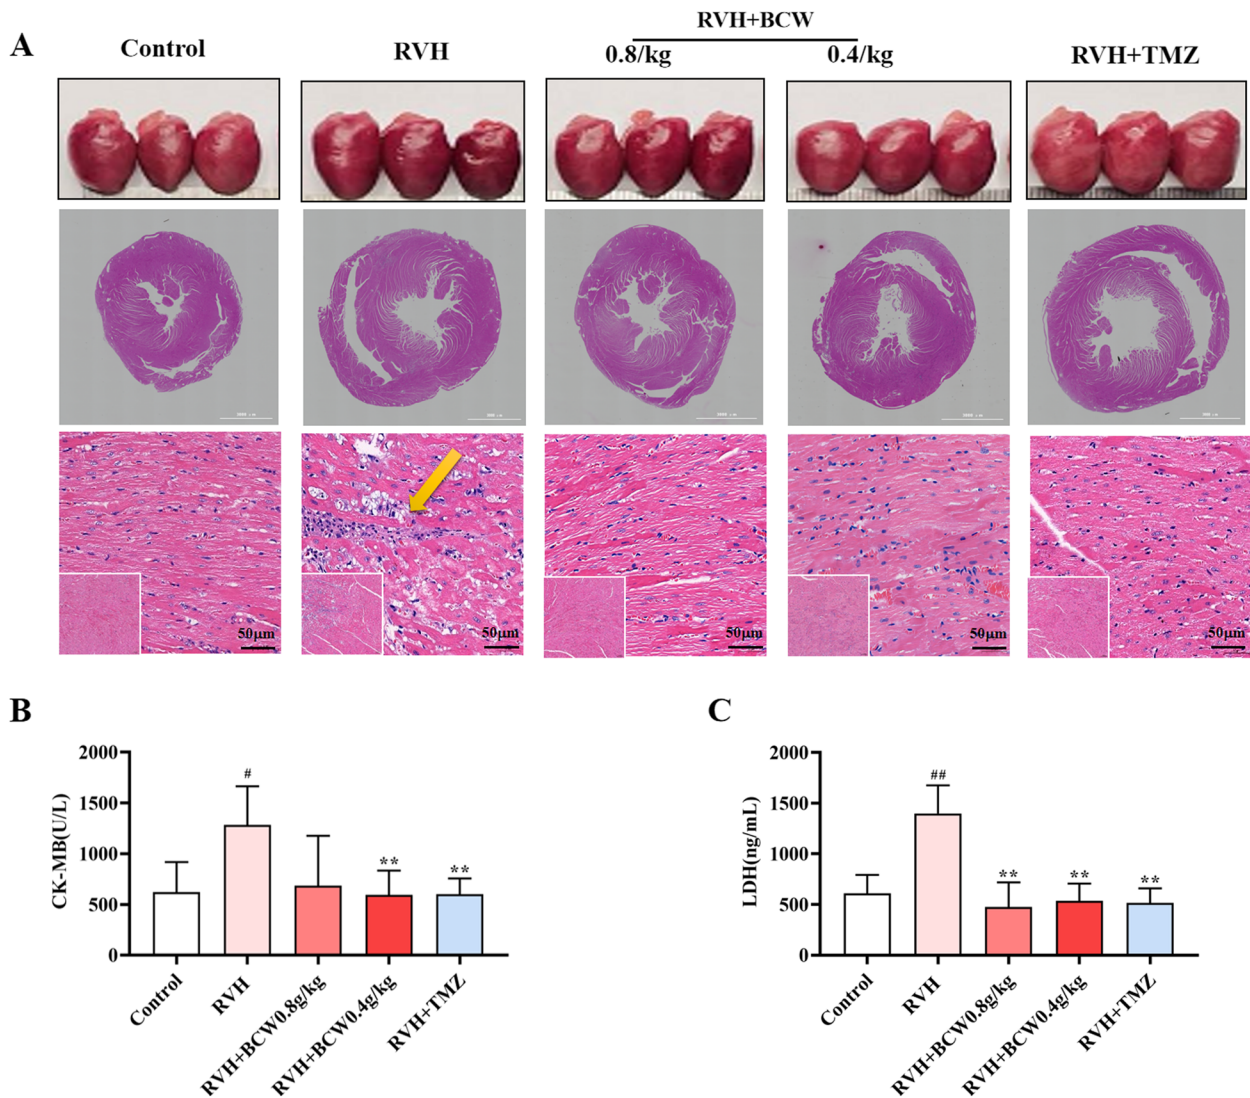 A
Control
RVH
RVH+BCW
0.8/kg
0.4/kg
RVH+TMZ
50μm
50μm
50μm
50μm
50μm
B
2000
1500
1000
500
0
CK-MB(U/L)
#
**
**
Control
RVH
RVH+BCW0.8g/kg
RVH+BCW0.4g/kg
RVH+TMZ
C
2000
1500
1000
500
0
LDH(ng/mL)
##
**
**
**
Control
RVH
RVH+BCW0.8g/kg
RVH+BCW0.4g/kg
RVH+TMZ